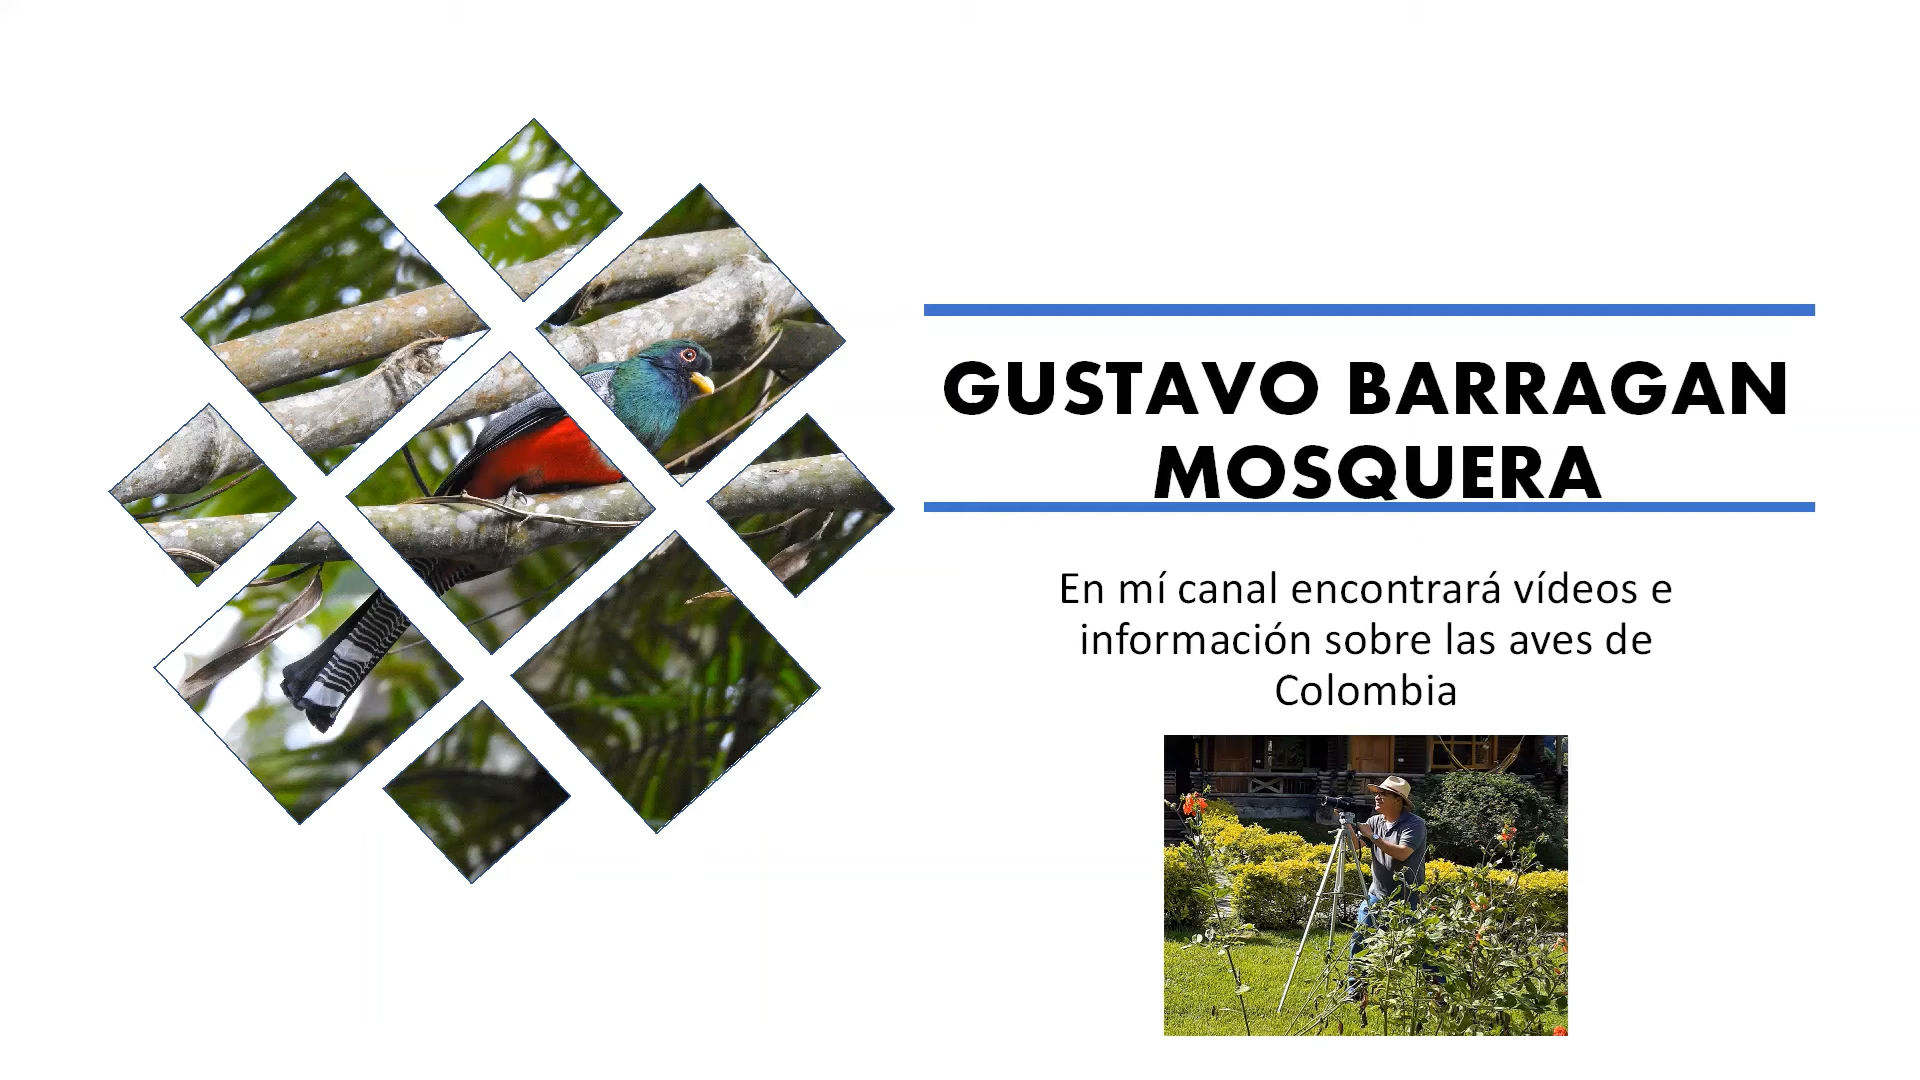 GUSTAVO BARRAGAN
MOSQUERA
En mí canal encontrará vídeos e
información sobre las aves de
Colombia